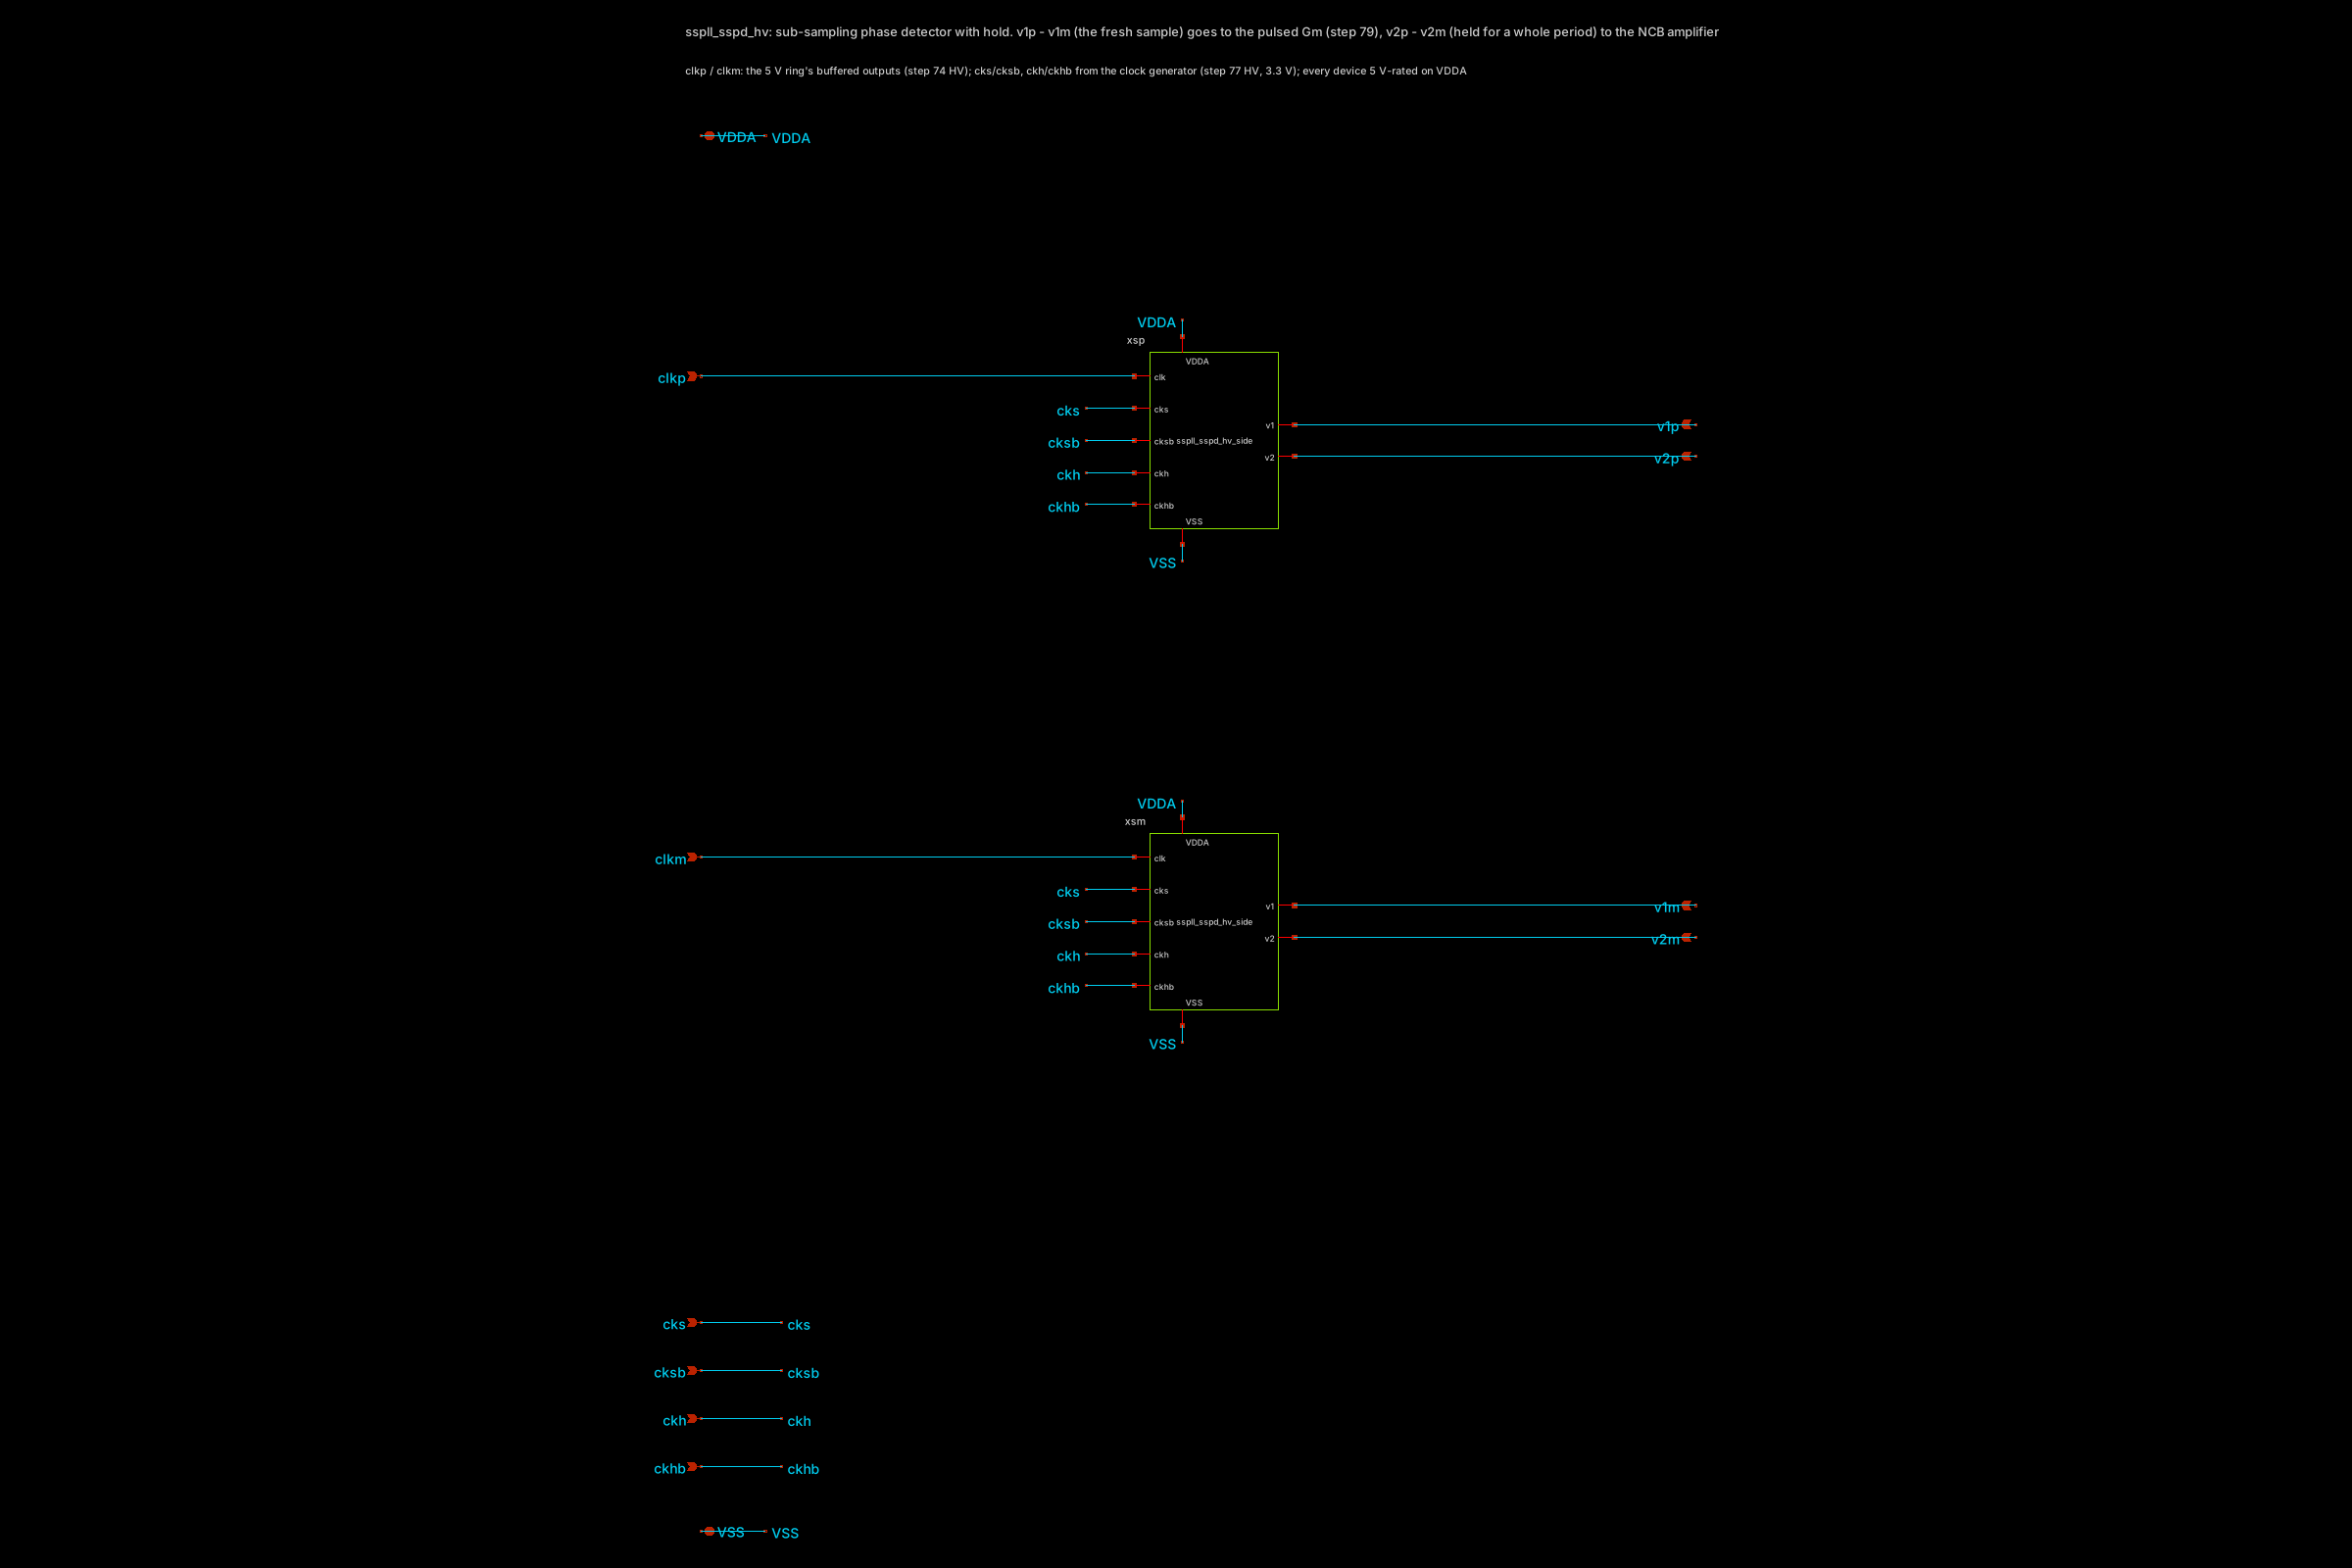 sspll_sspd_hv: sub-sampling phase detector with hold. v1p - v1m (the fresh sample) goes to the pulsed Gm (step 79), v2p - v2m (held for a whole period) to the NCB amplifier
clkp / clkm: the 5 V ring's buffered outputs (step 74 HV); cks/cksb, ckh/ckhb from the clock generator (step 77 HV, 3.3 V); every device 5 V-rated on VDDA
VDDA VDDA
VDDA
xsp
VDDA
clkp clk
cks cks
v1 v1p
cksb cksb sspll_sspd_hv_side
v2 v2p
ckh ckh
ckhb ckhb
VSS
VSS
VDDA
xsm
VDDA
clkm clk
cks cks
v1 v1m
cksb cksb sspll_sspd_hv_side
v2 v2m
ckh ckh
ckhb ckhb
VSS
VSS
cks cks
cksb cksb
ckh ckh
ckhb ckhb
VSS VSS